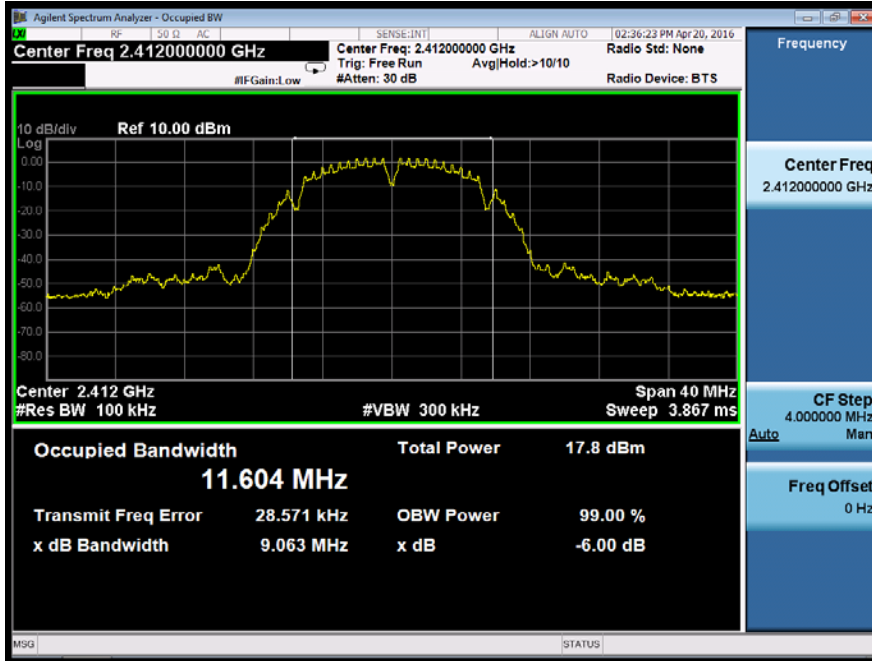 Agilent Spectrum Analyzer - Occupied BW
LXI RF 50 Ω AC SENSE:INT ALIGN AUTO 02:36:23 PM Apr 20, 2016
Center Freq 2.412000000 GHz
Center Freq: 2.412000000 GHz
Radio Std: None
Trig: Free Run Avg|Hold:>10/10
#IFGain:Low
#Atten: 30 dB
Radio Device: BTS
Frequency
10 dB/div Ref 10.00 dBm
Log
0.00
-10.0
-20.0
-30.0
-40.0
-50.0
-60.0
-70.0
-80.0
Center Freq
2.412000000 GHz
Center 2.412 GHz
Span 40 MHz
#Res BW 100 kHz
#VBW 300 kHz
Sweep 3.867 ms
CF Step
4.000000 MHz
Auto Man
Freq Offset
0 Hz
Occupied Bandwidth
11.604 MHz
Total Power 17.8 dBm
Transmit Freq Error 28.571 kHz
OBW Power 99.00 %
x dB Bandwidth 9.063 MHz
x dB -6.00 dB
MSG STATUS